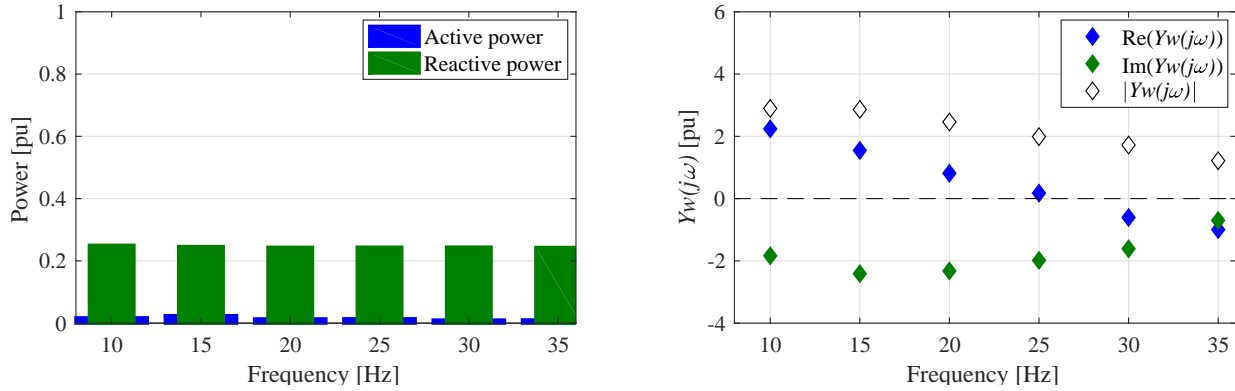 1
0.8
0.6
0.4
0.2
0
Power [pu]
Active power
Reactive power
10 15 20 25 30 35
Frequency [Hz]
6
4
2
0
-2
-4
Yw(jω) [pu]
Re(Yw(jω))
Im(Yw(jω))
|Yw(jω)|
10 15 20 25 30 35
Frequency [Hz]